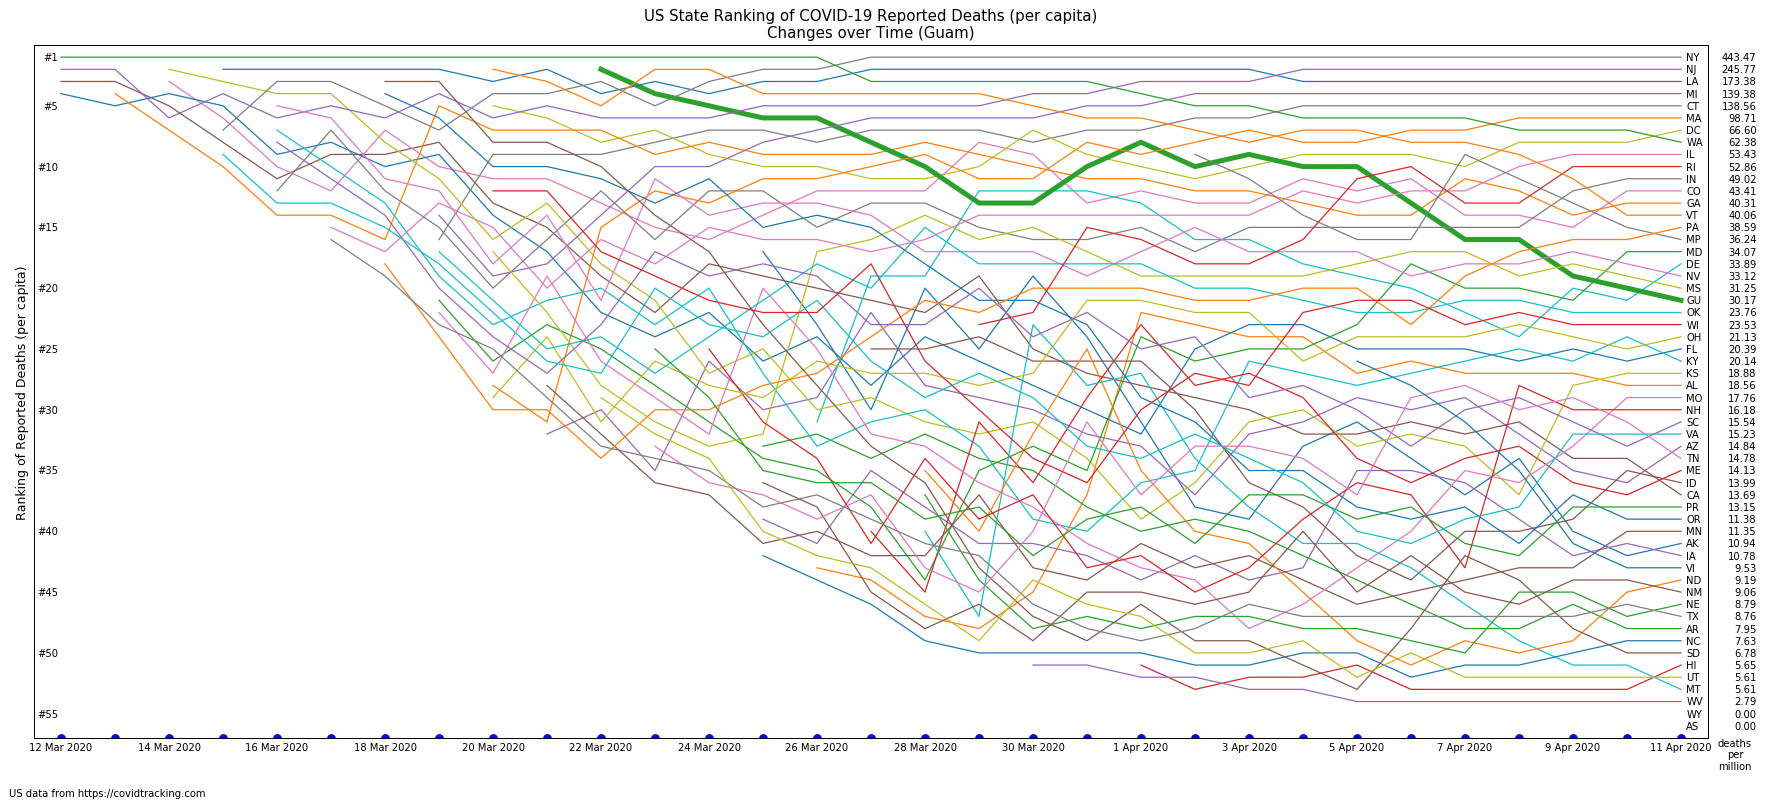 US State Ranking of COVID-19 Reported Deaths (per capita)
Changes over Time (Guam)
Ranking of Reported Deaths (per capita)
#1
#5
#10
#15
#20
#25
#30
#35
#40
#45
#50
#55
NY 443.47
NJ 245.77
LA 173.38
MI 139.38
CT 138.56
MA 98.71
DC 66.60
WA 62.38
IL 53.43
RI 52.86
IN 49.02
CO 43.41
GA 40.31
VT 40.06
PA 38.59
MP 36.24
MD 34.07
DE 33.89
NV 33.12
MS 31.25
GU 30.17
OK 23.76
WI 23.53
OH 21.13
FL 20.39
KY 20.14
KS 18.88
AL 18.56
MO 17.76
NH 16.18
SC 15.54
VA 15.23
AZ 14.84
TN 14.78
ME 14.13
ID 13.99
CA 13.69
PR 13.15
OR 11.38
MN 11.35
AK 10.94
IA 10.78
VI 9.53
ND 9.19
NM 9.06
NE 8.79
TX 8.76
AR 7.95
NC 7.63
SD 6.78
HI 5.65
UT 5.61
MT 5.61
WV 2.79
WY 0.00
AS 0.00
12 Mar 2020 14 Mar 2020 16 Mar 2020 18 Mar 2020 20 Mar 2020 22 Mar 2020 24 Mar 2020 26 Mar 2020 28 Mar 2020 30 Mar 2020 1 Apr 2020 3 Apr 2020 5 Apr 2020 7 Apr 2020 9 Apr 2020 11 Apr 2020
deaths
per
million
US data from https://covidtracking.com